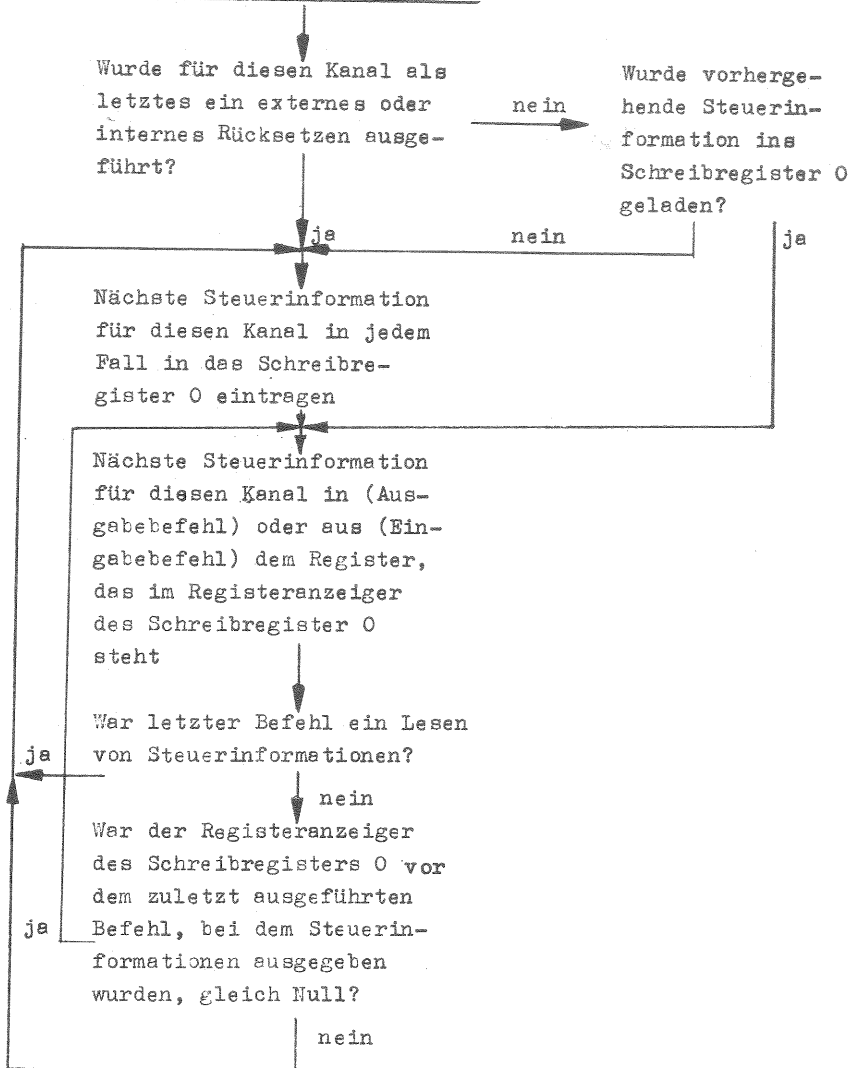 Wurde für diesen Kanal als
letztes ein externes oder
internes Rücksetzen ausge-
führt?
nein
Wurde vorherge-
hende Steuerin-
formation ins
Schreibregister 0
geladen?
ja
nein
ja
Nächste Steuerinformation
für diesen Kanal in jedem
Fall in das Schreibre-
gister 0 eintragen
Nächste Steuerinformation
für diesen Kanal in (Aus-
gabebefehl) oder aus (Ein-
gabebefehl) dem Register,
das im Registeranzeiger
des Schreibregister 0
steht
War letzter Befehl ein Lesen
von Steuerinformationen?
ja
nein
War der Registeranzeiger
des Schreibregisters 0 vor
dem zuletzt ausgeführten
Befehl, bei dem Steuerin-
formationen ausgegeben
wurden, gleich Null?
ja
nein